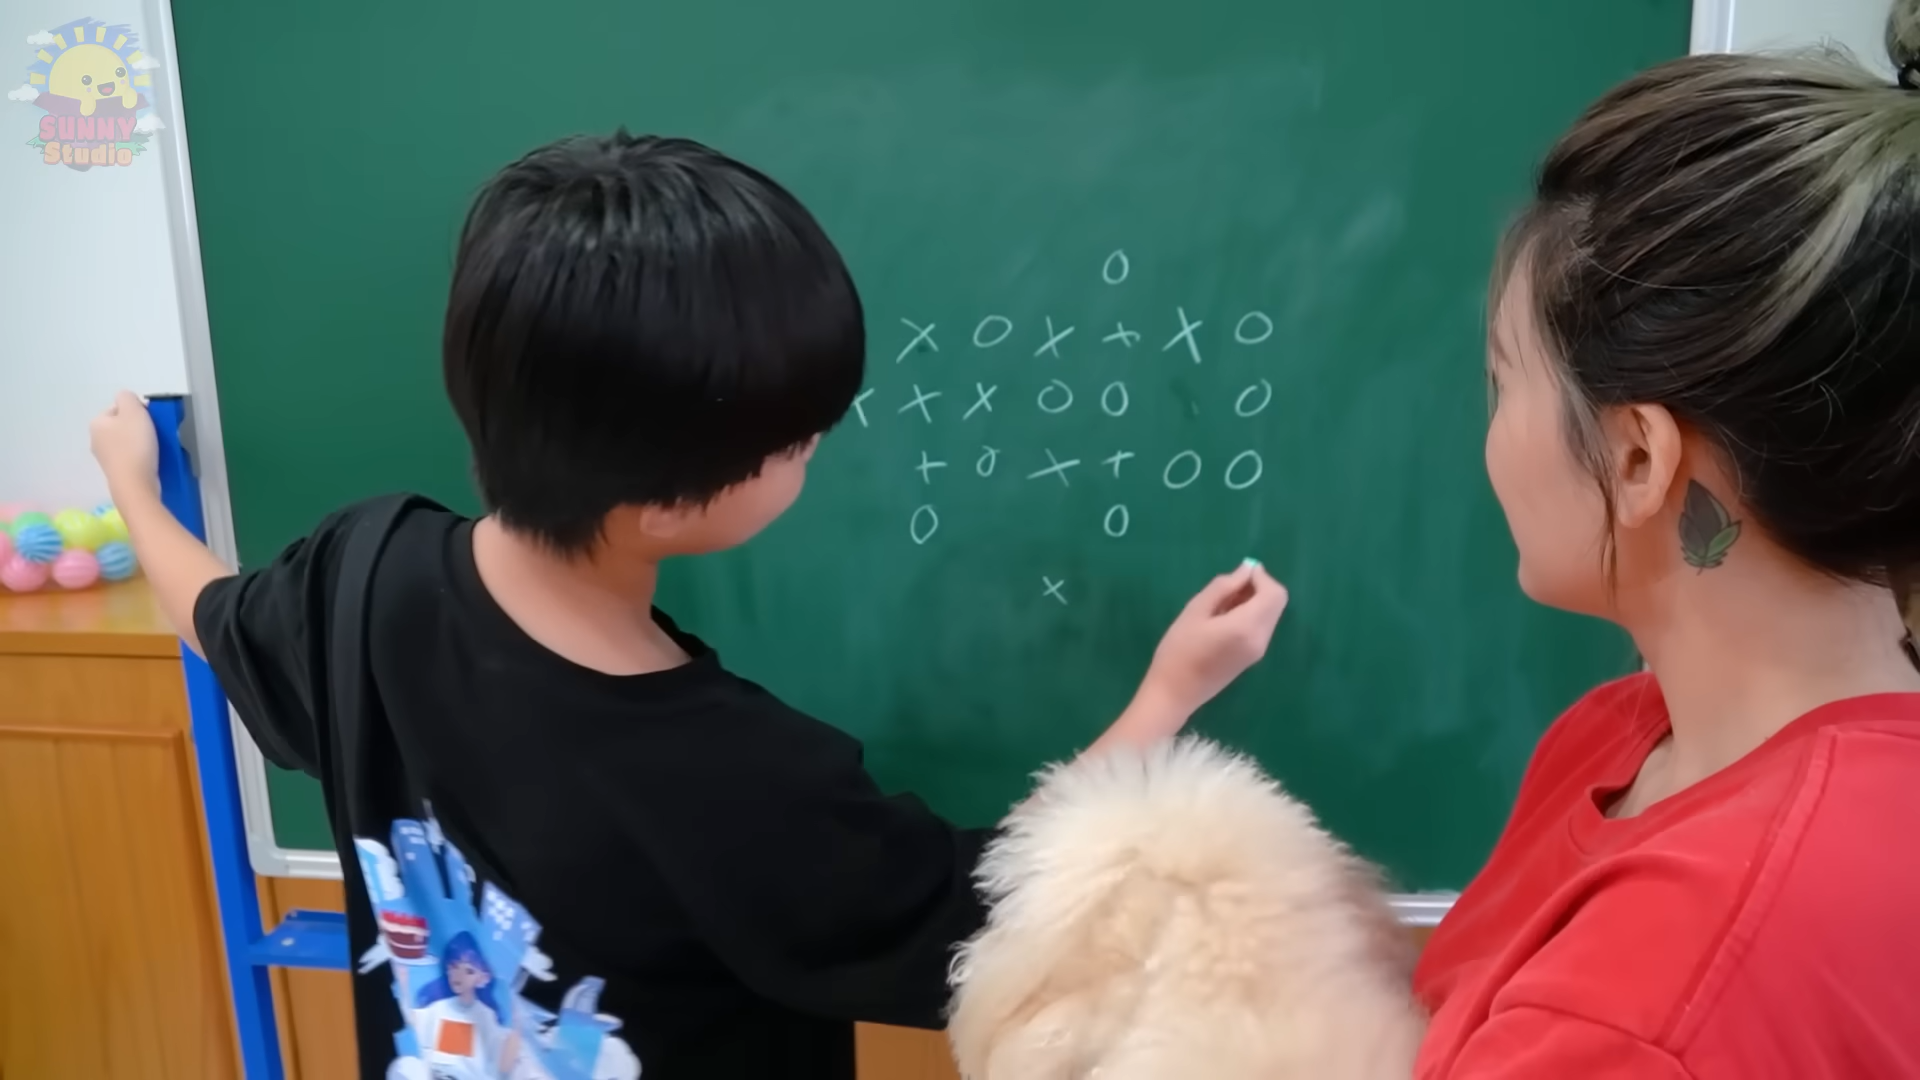 SUNNY
Studio
O
X O X + X O
X + X O O O
+ O X + O O
O O
X